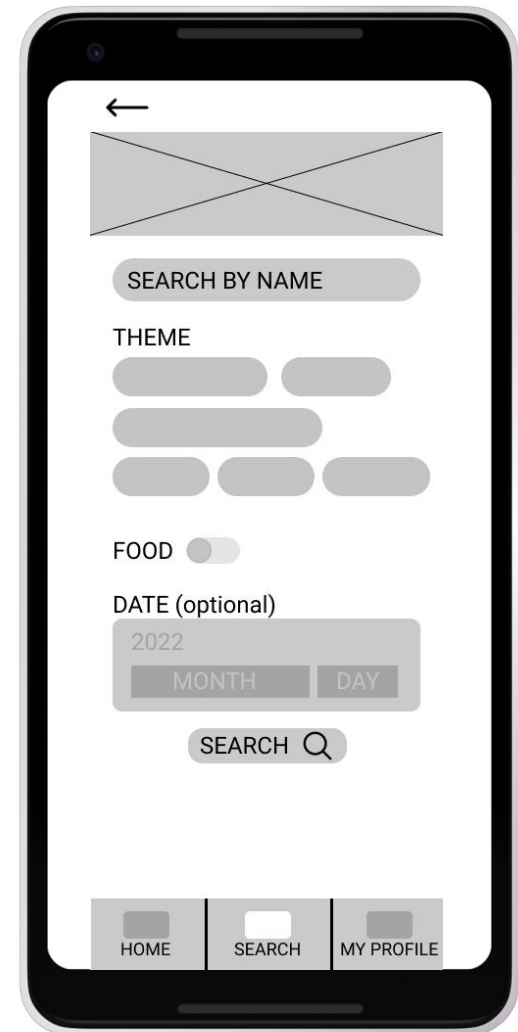 SEARCH BY NAME
THEME
FOOD
DATE (optional)
2022
MONTH DAY
SEARCH
HOME SEARCH MY PROFILE